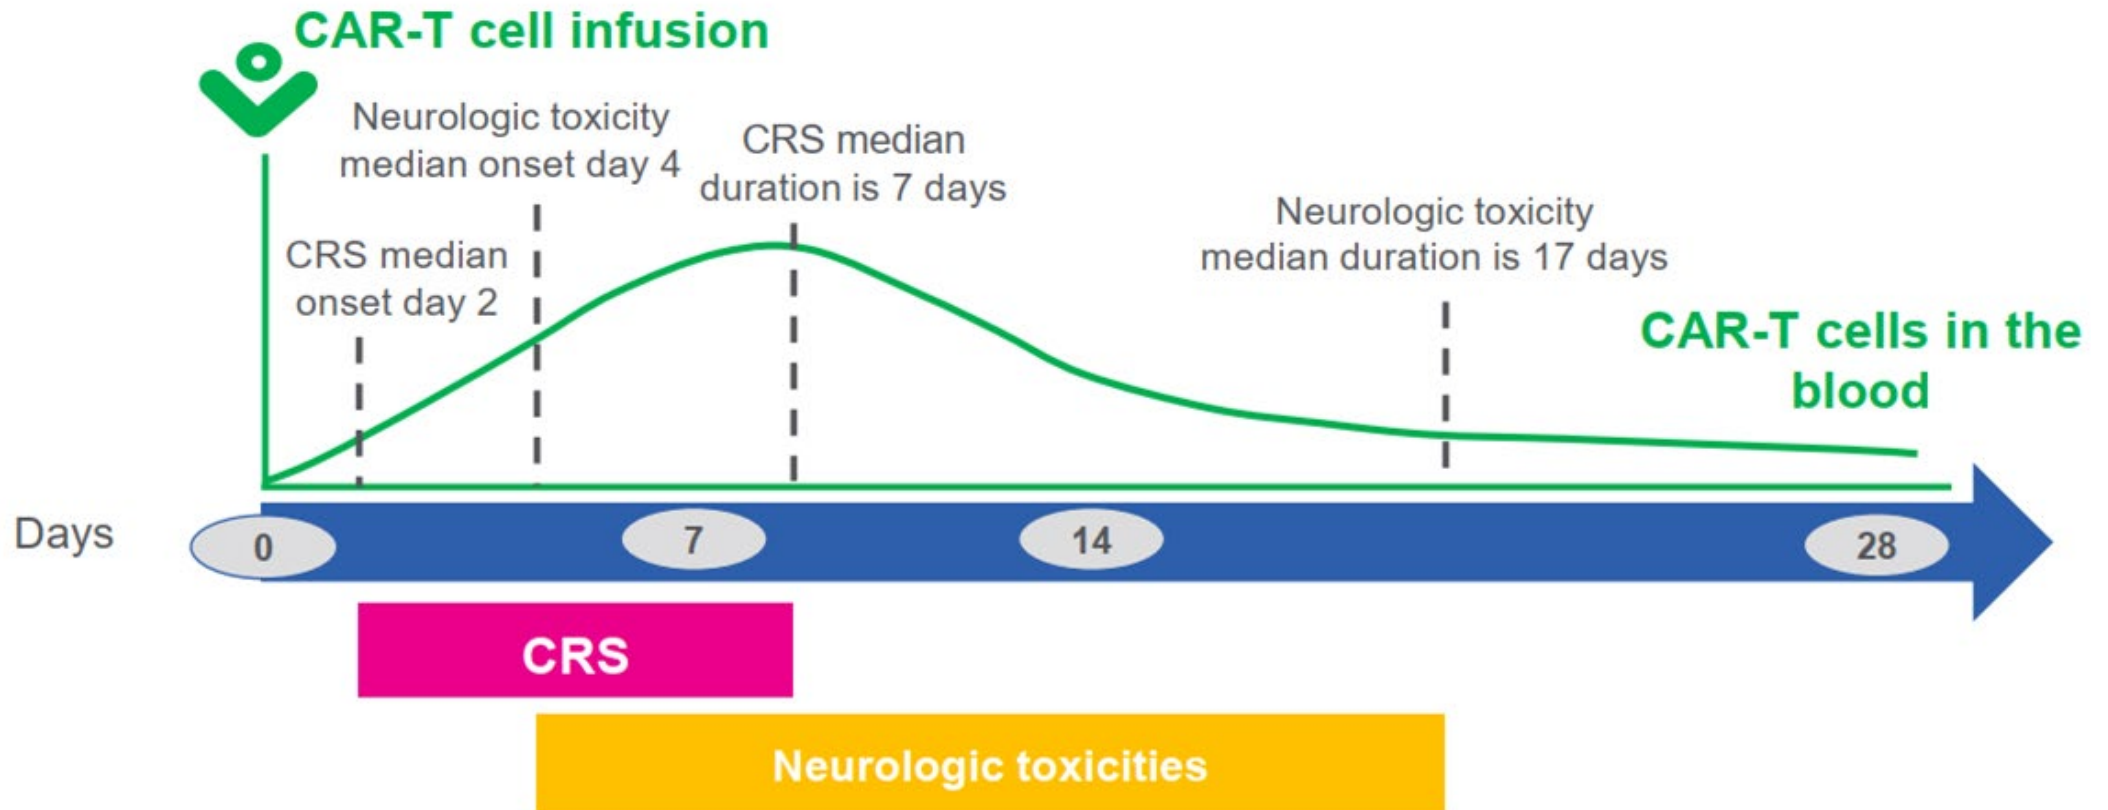 CAR-T cell infusion
Neurologic toxicity
median onset day 4
CRS median
duration is 7 days
CRS median
onset day 2
Neurologic toxicity
median duration is 17 days
CAR-T cells in the
blood
Days
0
7
14
28
CRS
Neurologic toxicities